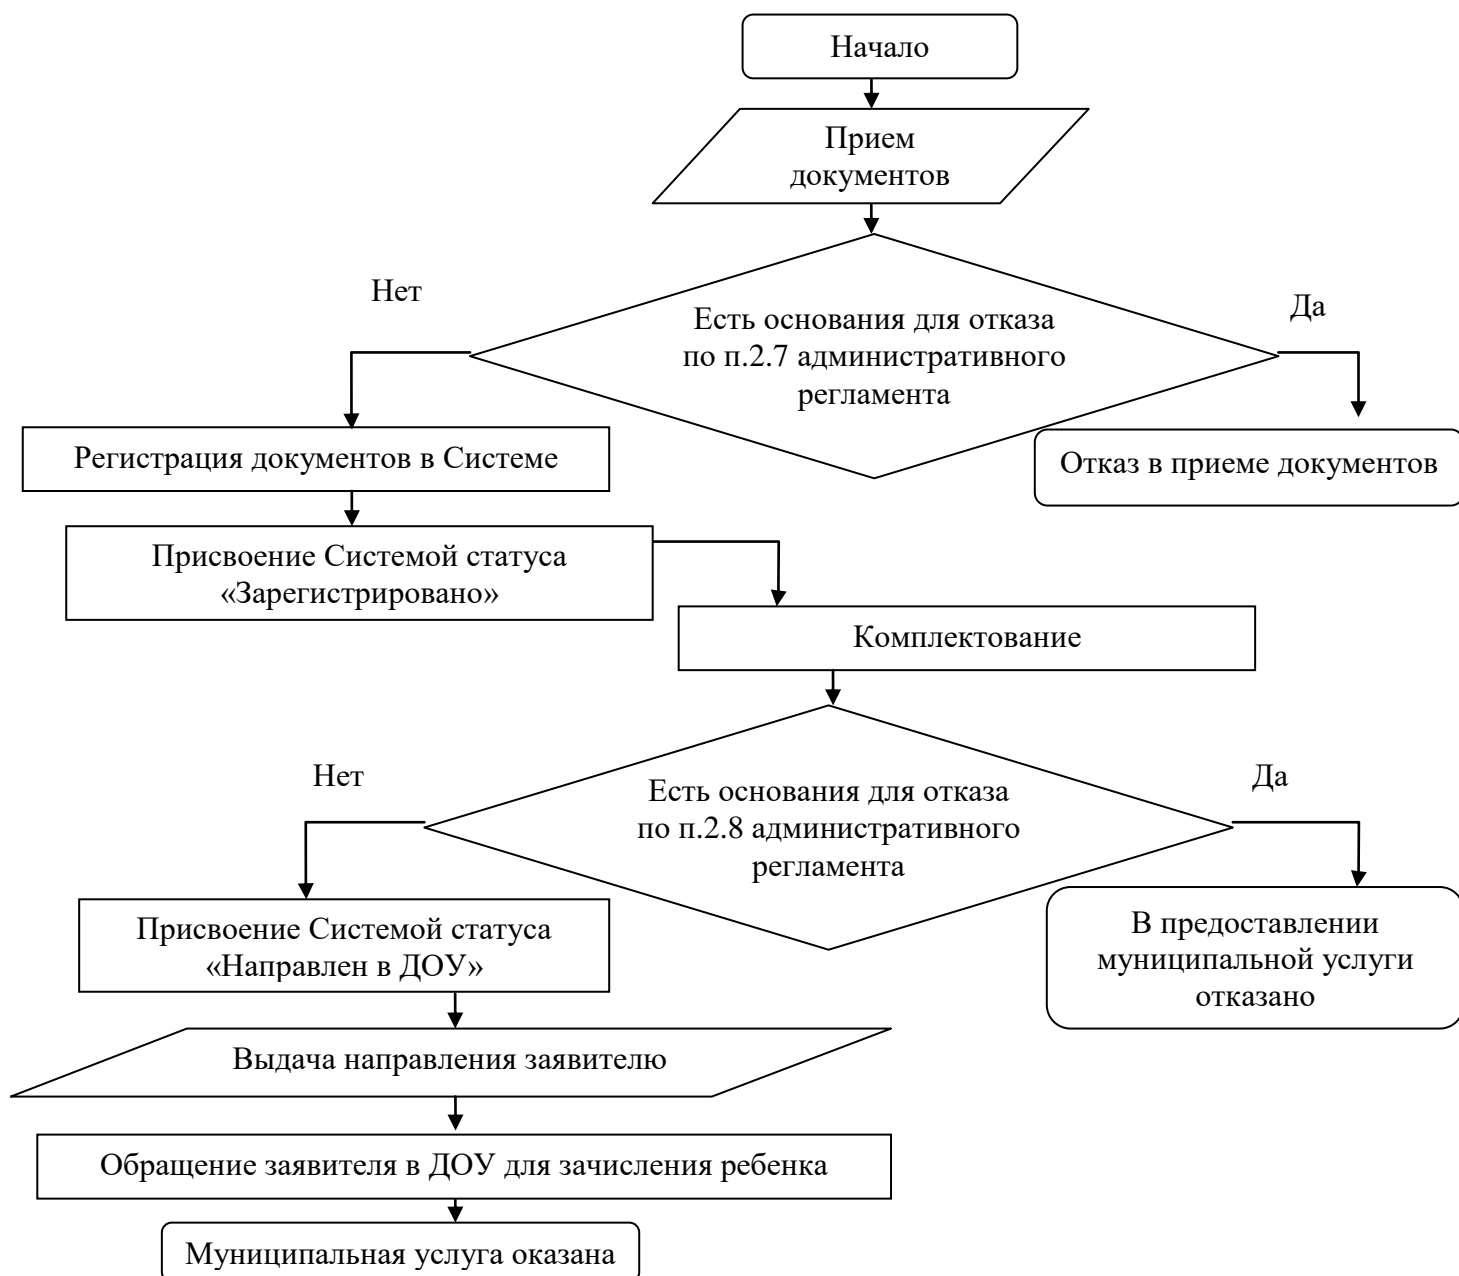 Начало
Прием
документов
Нет
Да
Есть основания для отказа
по п.2.7 административного
регламента
Регистрация документов в Системе
Отказ в приеме документов
Присвоение Системой статуса
«Зарегистрировано»
Комплектование
Нет
Да
Есть основания для отказа
по п.2.8 административного
регламента
Присвоение Системой статуса
«Направлен в ДОУ»
В предоставлении
муниципальной услуги
отказано
Выдача направления заявителю
Обращение заявителя в ДОУ для зачисления ребенка
Муниципальная услуга оказана